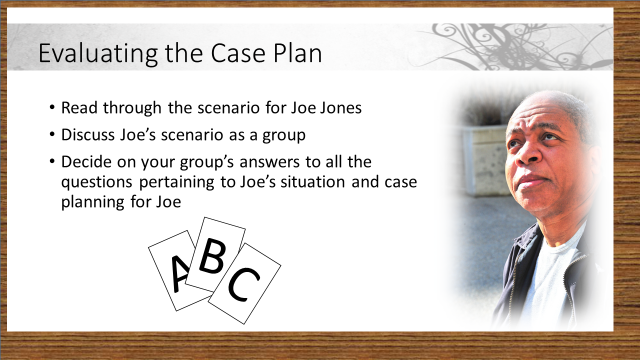 Evaluating the Case Plan
• Read through the scenario for Joe Jones
• Discuss Joe's scenario as a group
• Decide on your group's answers to all the
questions pertaining to Joe's situation and case
planning for Joe
A
B
C